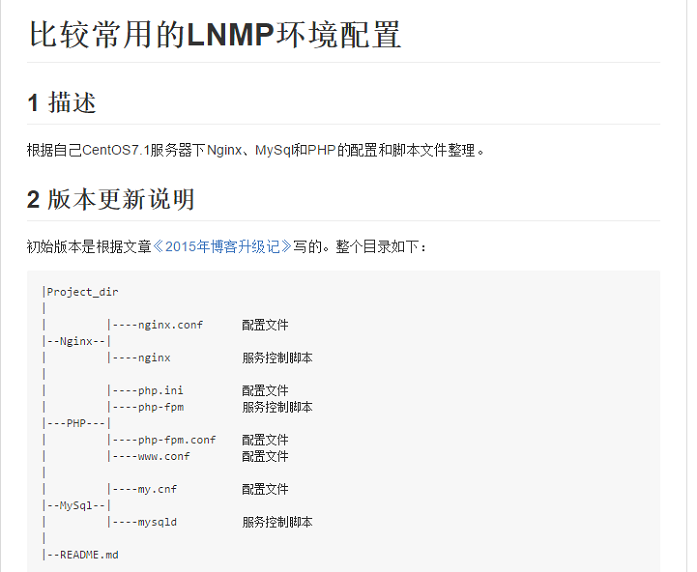 比较常用的LNMP环境配置
1 描述
根据自己CentOS7.1服务器下Nginx、MySql和PHP的配置和脚本文件整理。
2 版本更新说明
初始版本是根据文章《2015年博客升级记》写的。整个目录如下：
|Project_dir
|
|         |----nginx.conf      配置文件
|--Nginx--|
|         |----nginx           服务控制脚本
|
|         |----php.ini         配置文件
|         |----php-fpm         服务控制脚本
|---PHP---|
|         |----php-fpm.conf    配置文件
|         |----www.conf        配置文件
|
|         |----my.cnf          配置文件
|--MySql--|
|         |----mysqld          服务控制脚本
|
|--README.md